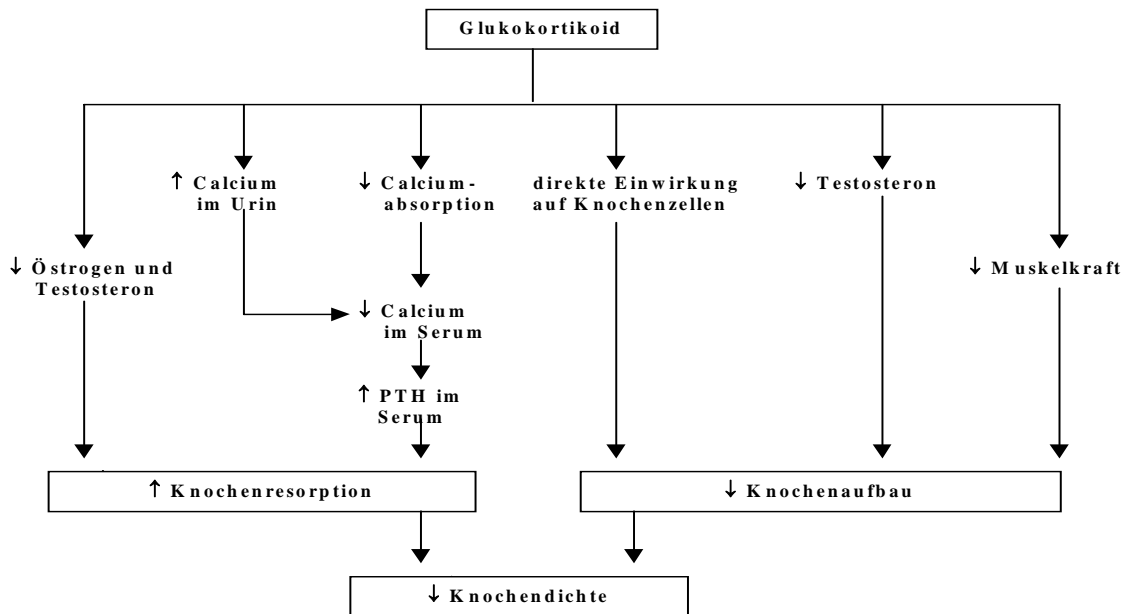 Glukokortikoid
↑ Calcium
im Urin
↓ Calcium-
absorption
direkte Einwirkung
auf Knochenzellen
↓ Testosteron
↓ Östrogen und
Testosteron
↓ Muskelkraft
↓ Calcium
im Serum
↑ PTH im
Serum
↑ Knochenresorption
↓ Knochenaufbau
↓ Knochendichte